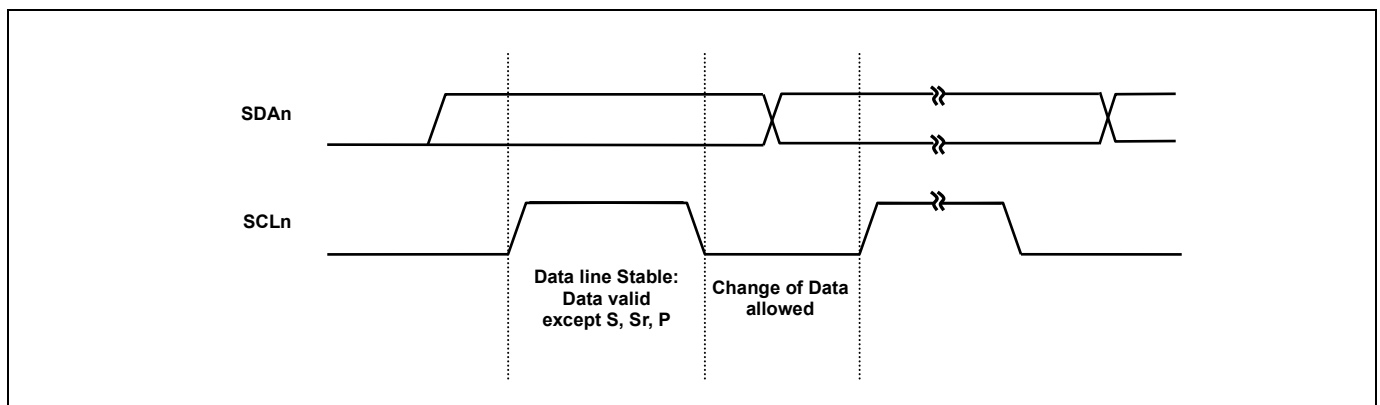 SDAn
SCLn
Data line Stable:
Data valid
except S, Sr, P
Change of Data
allowed